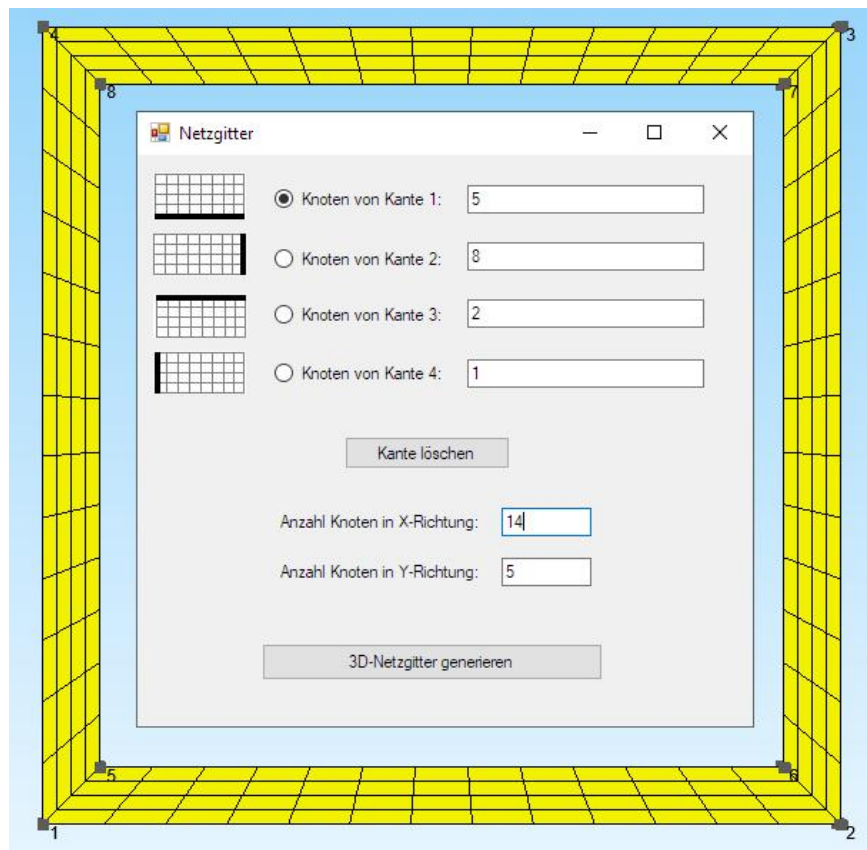 4 3
8 7
Netzgitter
Knoten von Kante 1: 5
Knoten von Kante 2: 8
Knoten von Kante 3: 2
Knoten von Kante 4: 1
Kante löschen
Anzahl Knoten in X-Richtung: 14
Anzahl Knoten in Y-Richtung: 5
3D-Netzgitter generieren
5 6
1 2